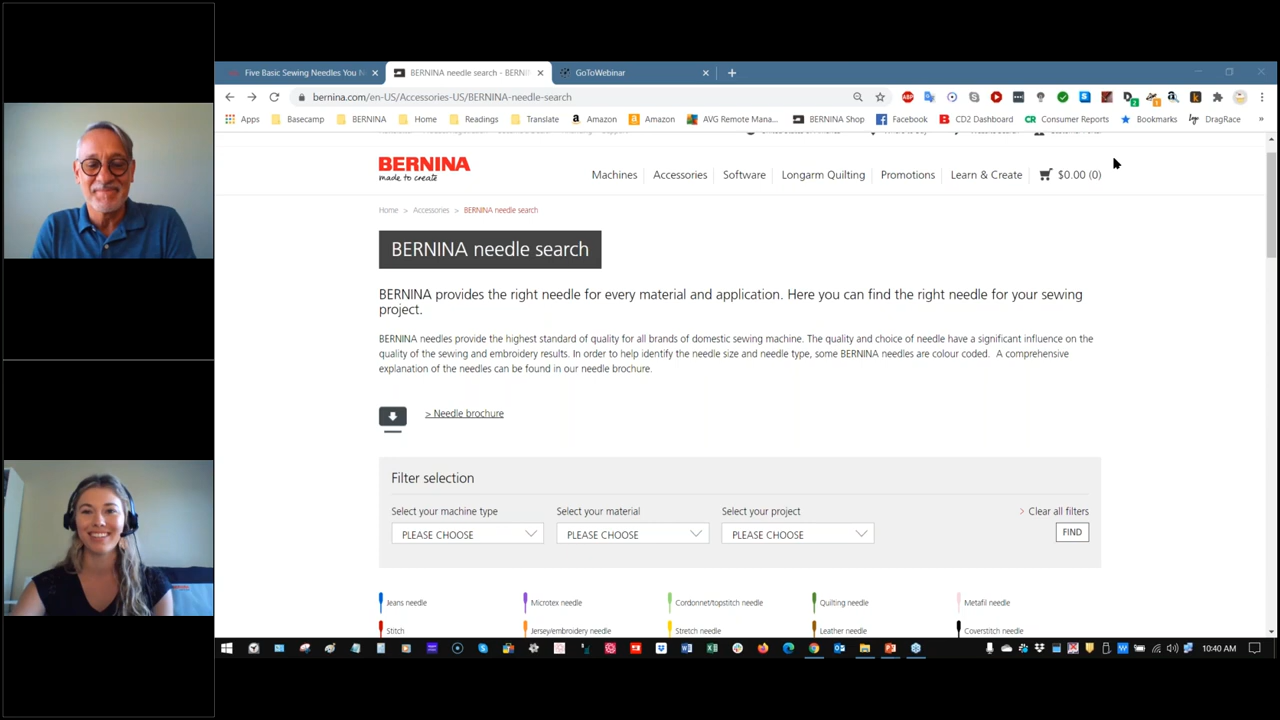 Five Basic Sewing Needles You N
BERNINA needle search - BERNI
GoToWebinar
bernina.com/en-US/Accessories-US/BERNINA-needle-search
Apps Basecamp BERNINA Home Readings Translate Amazon Amazon AVG Remote Mana... BERNINA Shop Facebook CD2 Dashboard Consumer Reports Bookmarks DragRace
BERNINA
made to create
Machines Accessories Software Longarm Quilting Promotions Learn & Create $0.00 (0)
Home > Accessories > BERNINA needle search
BERNINA needle search
BERNINA provides the right needle for every material and application. Here you can find the right needle for your sewing
project.
BERNINA needles provide the highest standard of quality for all brands of domestic sewing machine. The quality and choice of needle have a significant influence on the
quality of the sewing and embroidery results. In order to help identify the needle size and needle type, some BERNINA needles are colour coded. A comprehensive
explanation of the needles can be found in our needle brochure.
> Needle brochure
Filter selection
Select your machine type Select your material Select your project > Clear all filters
PLEASE CHOOSE PLEASE CHOOSE PLEASE CHOOSE FIND
Jeans needle Microtex needle Cordonnet/topstitch needle Quilting needle Metafil needle
Stitch Jersey/embroidery needle Stretch needle Leather needle Coverstitch needle
10:40 AM